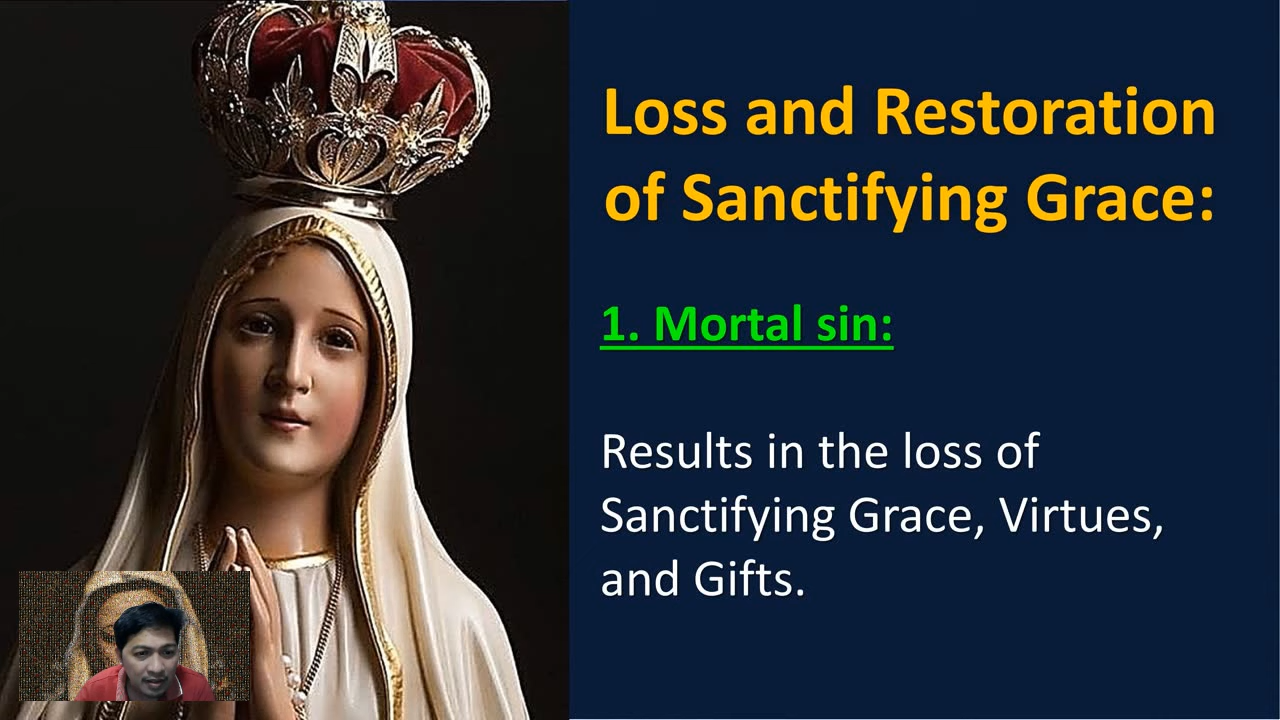 Loss and Restoration
of Sanctifying Grace:
1. Mortal sin:
Results in the loss of
Sanctifying Grace, Virtues,
and Gifts.